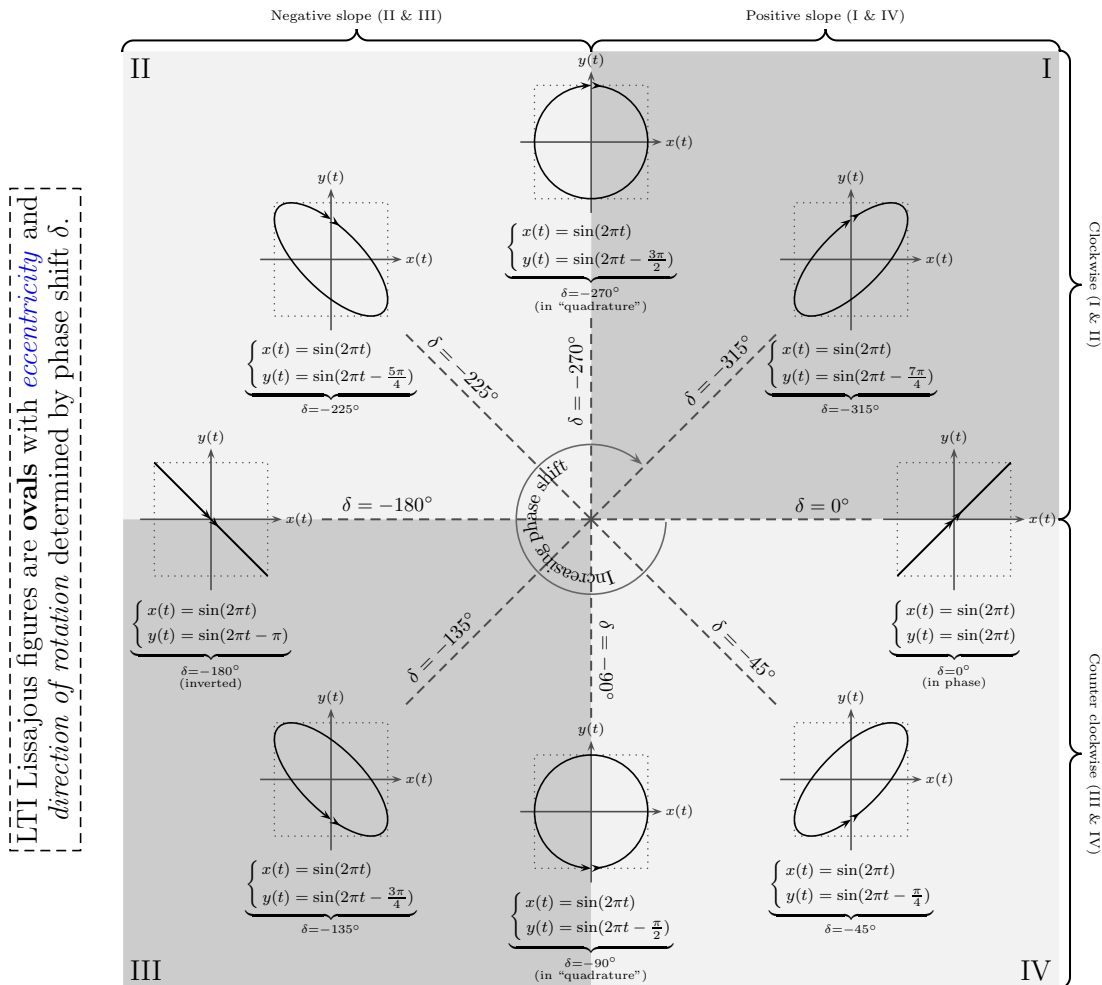 Negative slope (II & III)
Positive slope (I & IV)
II
I
y(t)
x(t)
{ x(t) = sin(2πt)
y(t) = sin(2πt − 3π/2)
δ=−270°
(in “quadrature”)
y(t)
x(t)
{ x(t) = sin(2πt)
y(t) = sin(2πt − 5π/4)
δ=−225°
y(t)
x(t)
{ x(t) = sin(2πt)
y(t) = sin(2πt − 7π/4)
δ=−315°
δ = −225°
δ = −270°
δ = −315°
Clockwise (I & II)
LTI Lissajous figures are ovals with eccentricity and
direction of rotation determined by phase shift δ.
y(t)
x(t)
{ x(t) = sin(2πt)
y(t) = sin(2πt − π)
δ=−180°
(inverted)
δ = −180°
Increasing phase shift
δ = 0°
y(t)
x(t)
{ x(t) = sin(2πt)
y(t) = sin(2πt)
δ=0°
(in phase)
δ = −135°
δ = −90°
δ = −45°
Counter clockwise (III & IV)
y(t)
x(t)
{ x(t) = sin(2πt)
y(t) = sin(2πt − 3π/4)
δ=−135°
y(t)
x(t)
{ x(t) = sin(2πt)
y(t) = sin(2πt − π/2)
δ=−90°
(in “quadrature”)
y(t)
x(t)
{ x(t) = sin(2πt)
y(t) = sin(2πt − π/4)
δ=−45°
III
IV